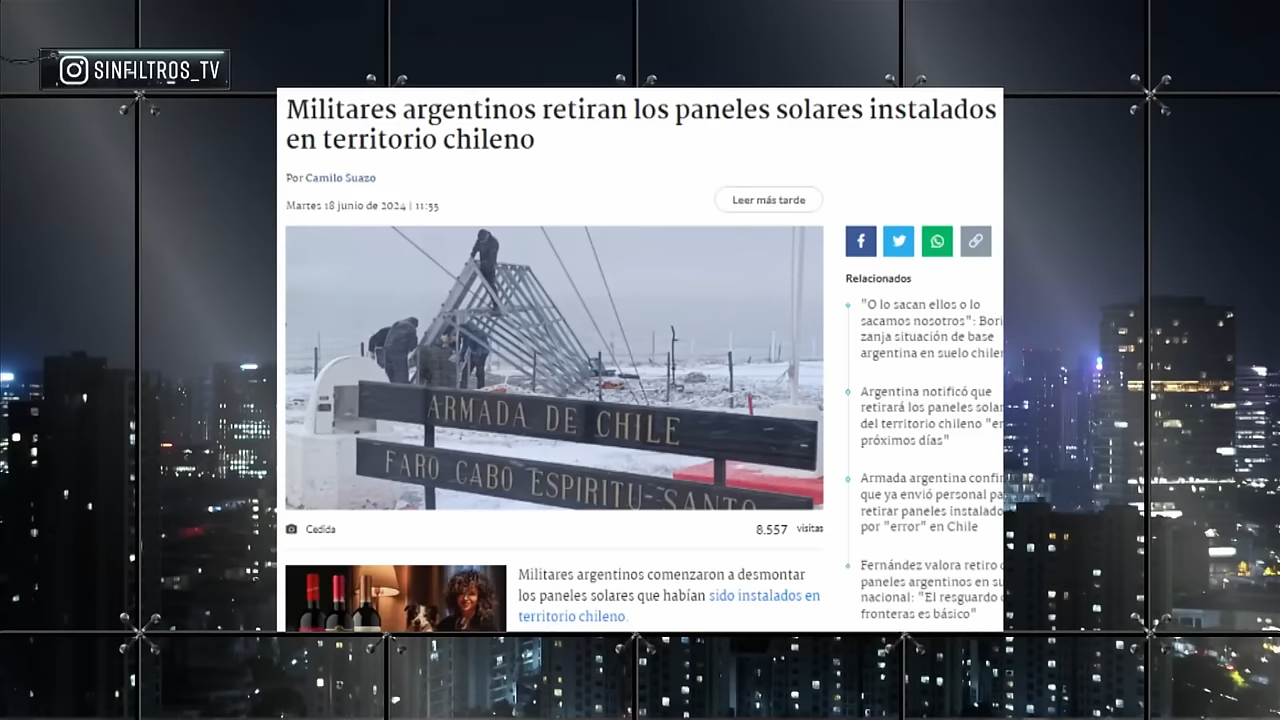 SINFILTROS_TV
Militares argentinos retiran los paneles solares instalados
en territorio chileno
Por Camilo Suazo
Martes 18 junio de 2024 | 11:55
Leer más tarde
ARMADA DE CHILE
FARO CABO ESPIRITU-SANTO
Cedida
8.557 visitas
Militares argentinos comenzaron a desmontar
los paneles solares que habían sido instalados en
territorio chileno.
Relacionados
"O lo sacan ellos o lo
sacamos nosotros": Bori
zanja situación de base
argentina en suelo chile
Argentina notificó que
retirará los paneles solar
del territorio chileno "en
próximos días"
Armada argentina confir
que ya envió personal pa
retirar paneles instalado
por "error" en Chile
Fernández valora retiro
paneles argentinos en su
nacional: "El resguardo
fronteras es básico"